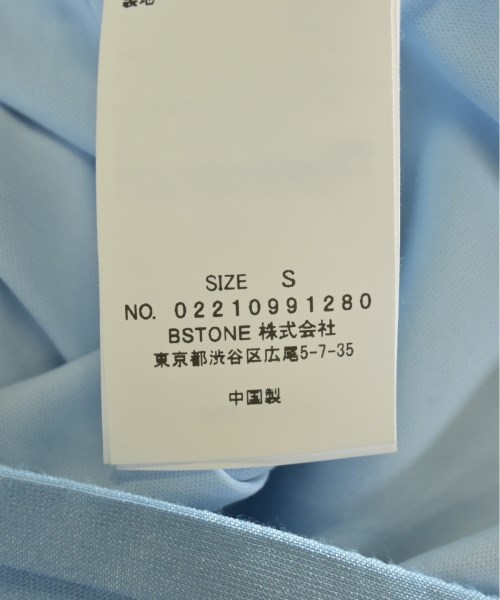 SIZE S
NO. 02210991280
BSTONE 株式会社
東京都渋谷区広尾5-7-35
中国製